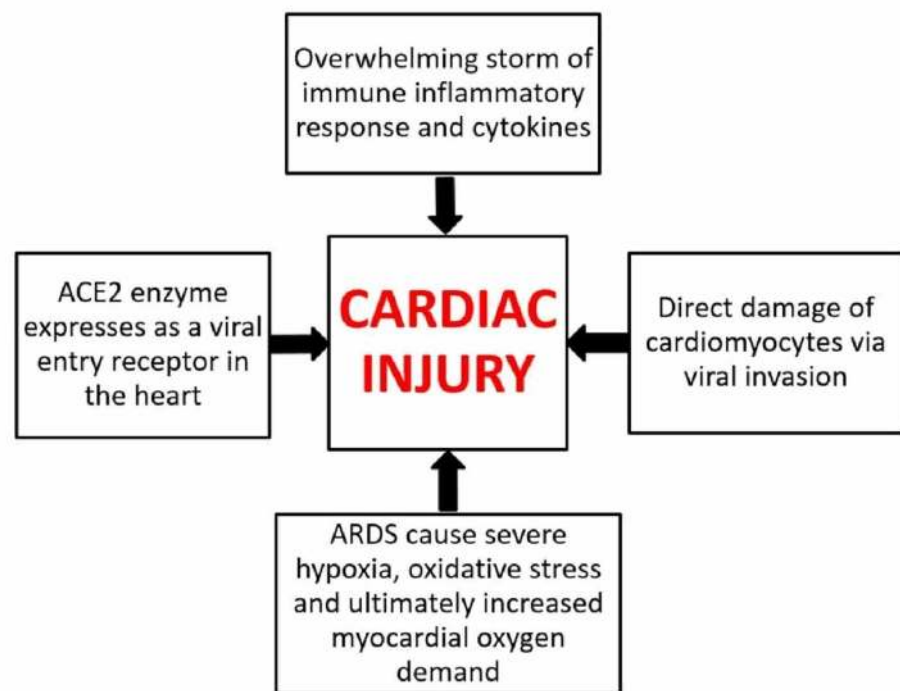 Overwhelming storm of
immune inflammatory
response and cytokines
ACE2 enzyme
expresses as a viral
entry receptor in
the heart
CARDIAC
INJURY
Direct damage of
cardiomyocytes via
viral invasion
ARDS cause severe
hypoxia, oxidative stress
and ultimately increased
myocardial oxygen
demand